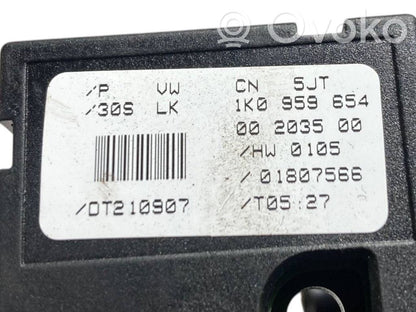 Ovoko
/P VW CN 5JT
/30S LK 1K0 959 654
00 2035 00
/HW 0105
/01807566
/DT210907 /T05:27